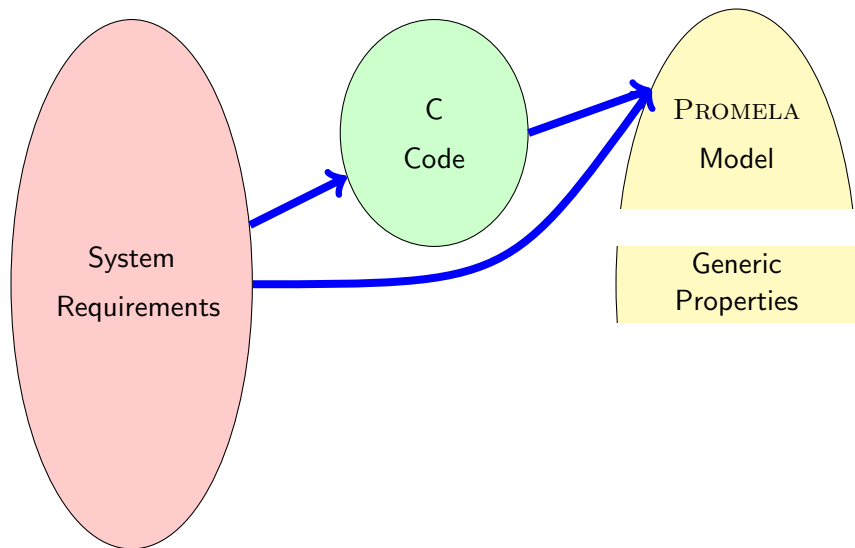 System
Requirements
C
Code
PROMELA
Model
Generic
Properties